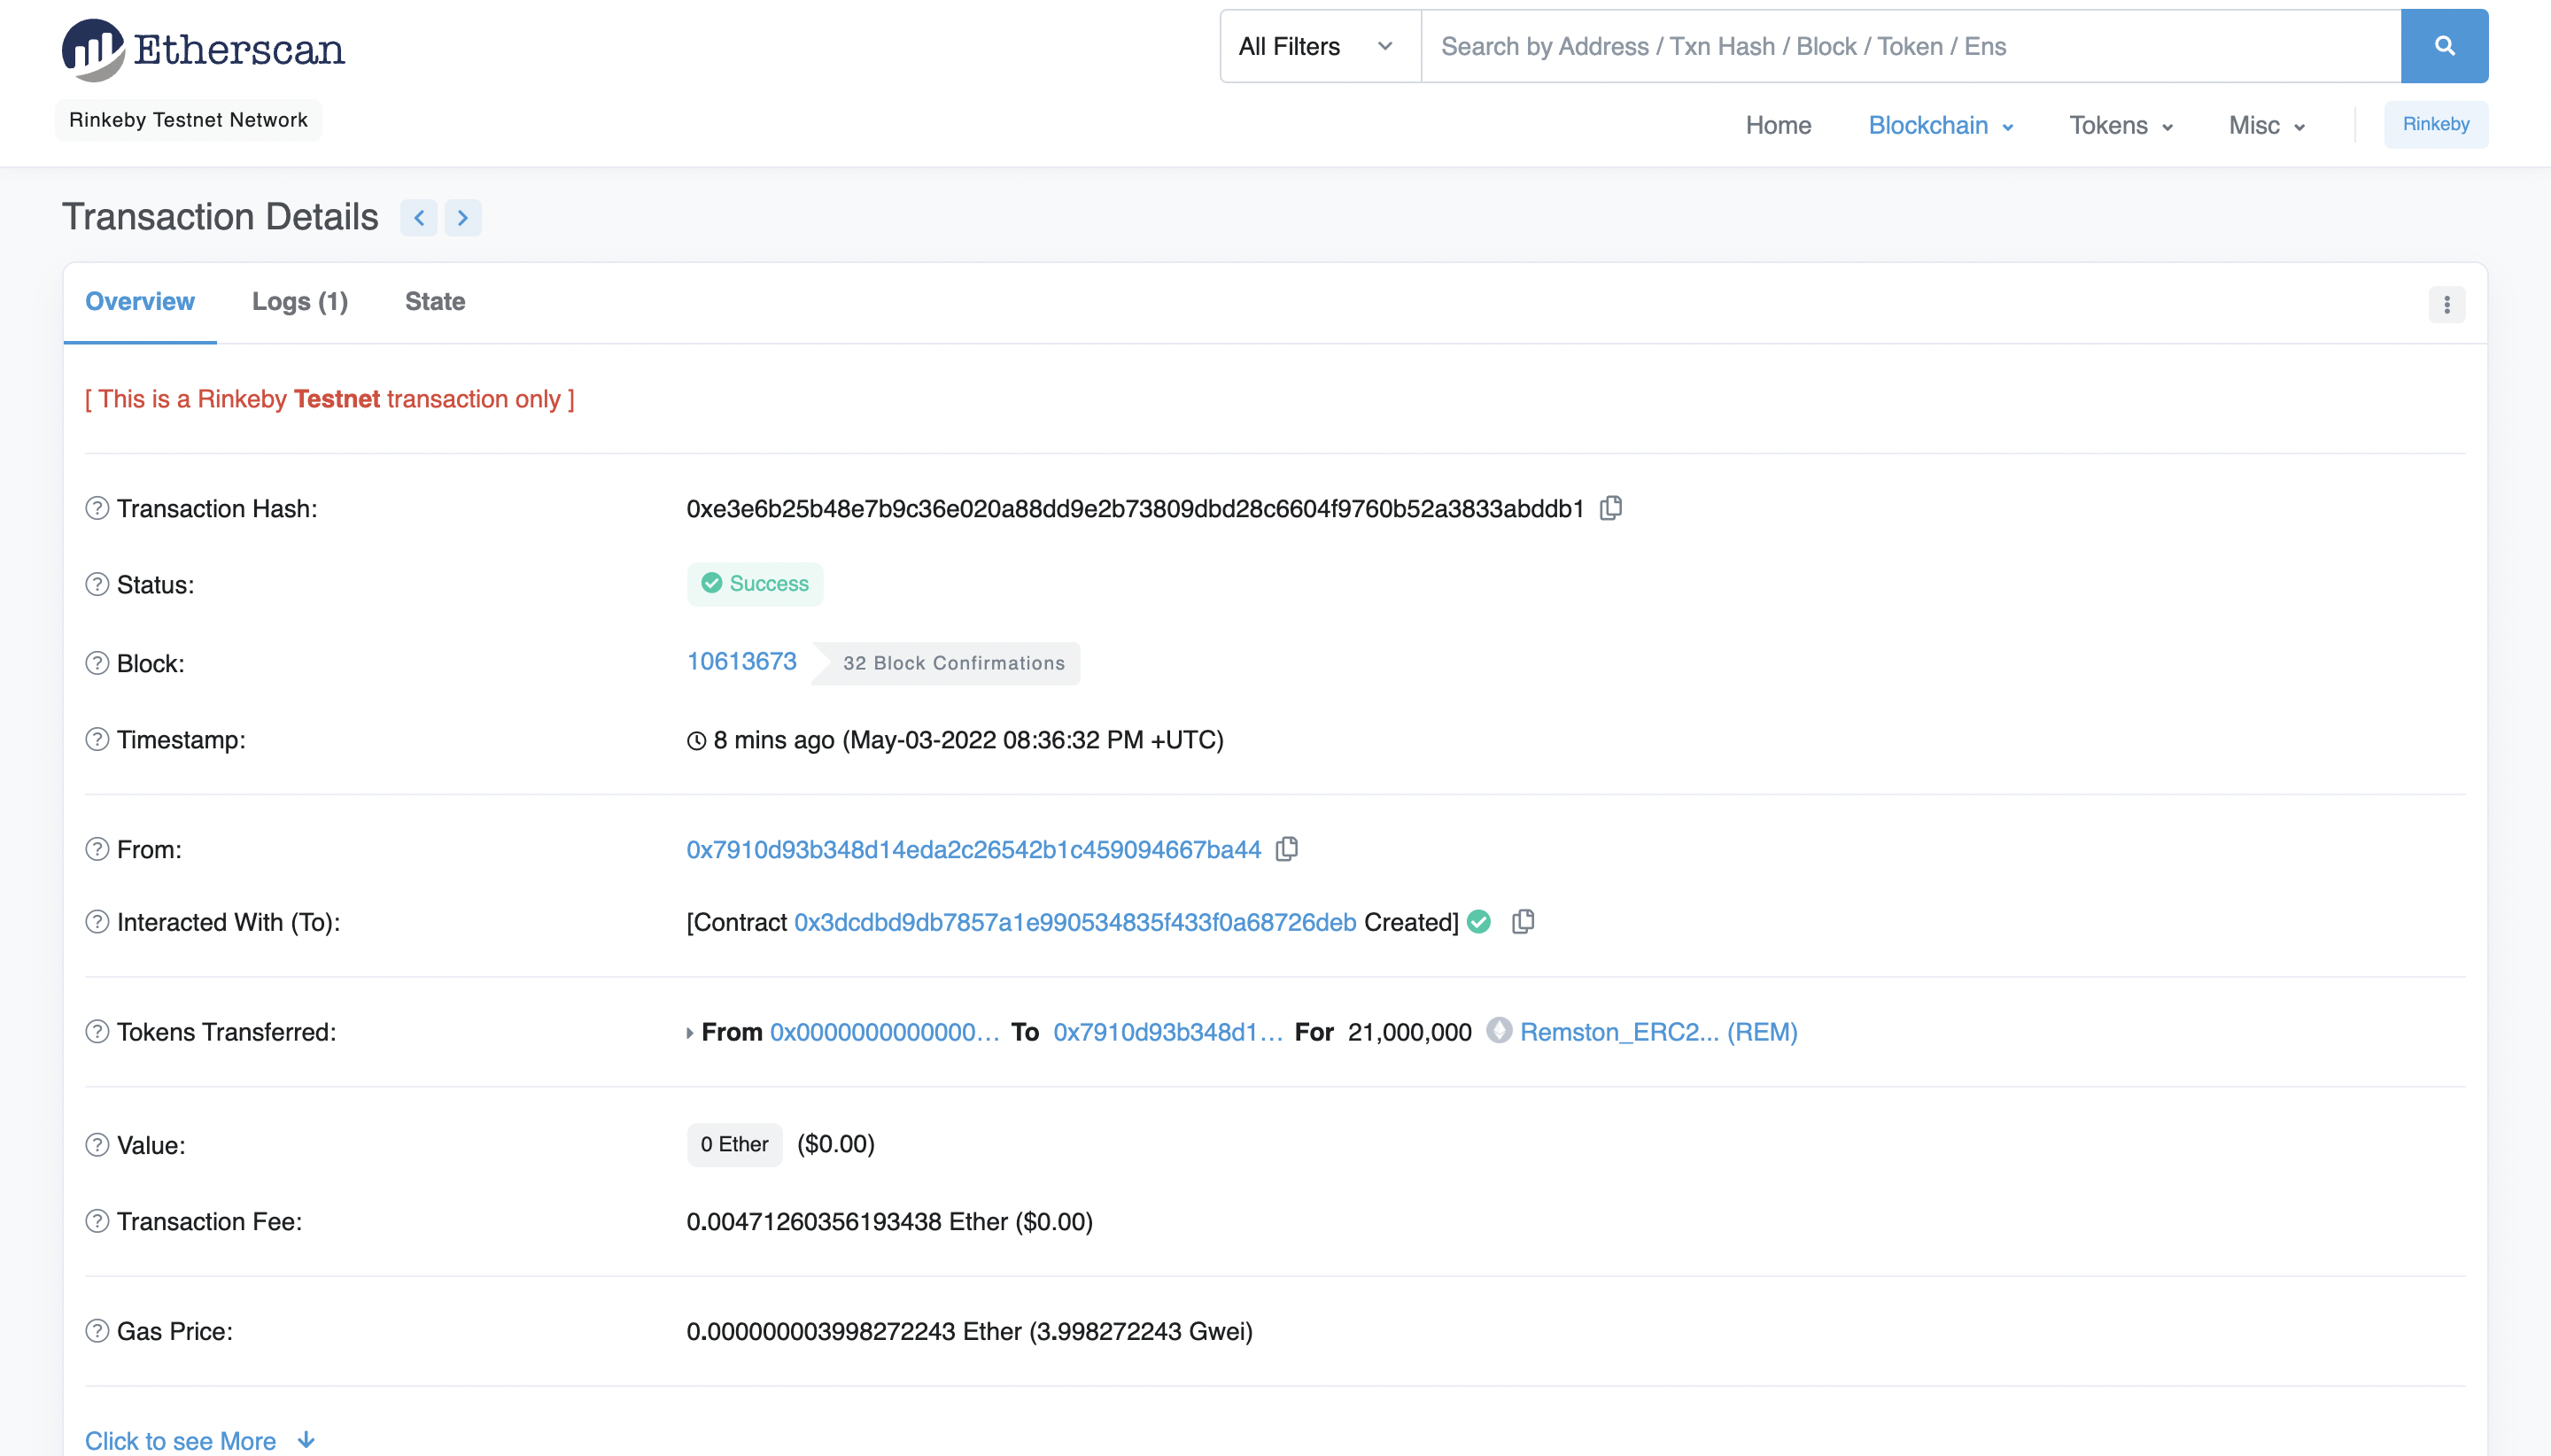 Etherscan
All Filters
Search by Address / Txn Hash / Block / Token / Ens
Rinkeby Testnet Network
Home Blockchain Tokens Misc Rinkeby
Transaction Details
Overview Logs (1) State
[ This is a Rinkeby Testnet transaction only ]
Transaction Hash: 0xe3e6b25b48e7b9c36e020a88dd9e2b73809dbd28c6604f9760b52a3833abddb1
Status: Success
Block: 10613673 32 Block Confirmations
Timestamp: 8 mins ago (May-03-2022 08:36:32 PM +UTC)
From: 0x7910d93b348d14eda2c26542b1c459094667ba44
Interacted With (To): [Contract 0x3dcdbd9db7857a1e990534835f433f0a68726deb Created]
Tokens Transferred: From 0x0000000000000... To 0x7910d93b348d1... For 21,000,000 Remston_ERC2... (REM)
Value: 0 Ether ($0.00)
Transaction Fee: 0.00471260356193438 Ether ($0.00)
Gas Price: 0.000000003998272243 Ether (3.998272243 Gwei)
Click to see More